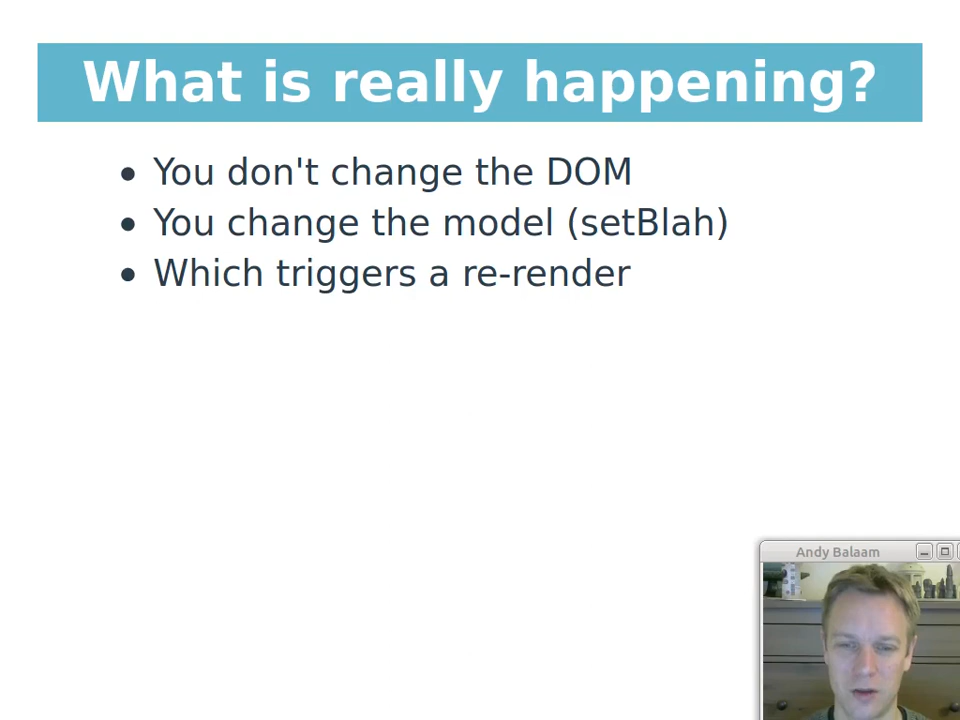 What is really happening?
You don't change the DOM
You change the model (setBlah)
Which triggers a re-render
Andy Balaam